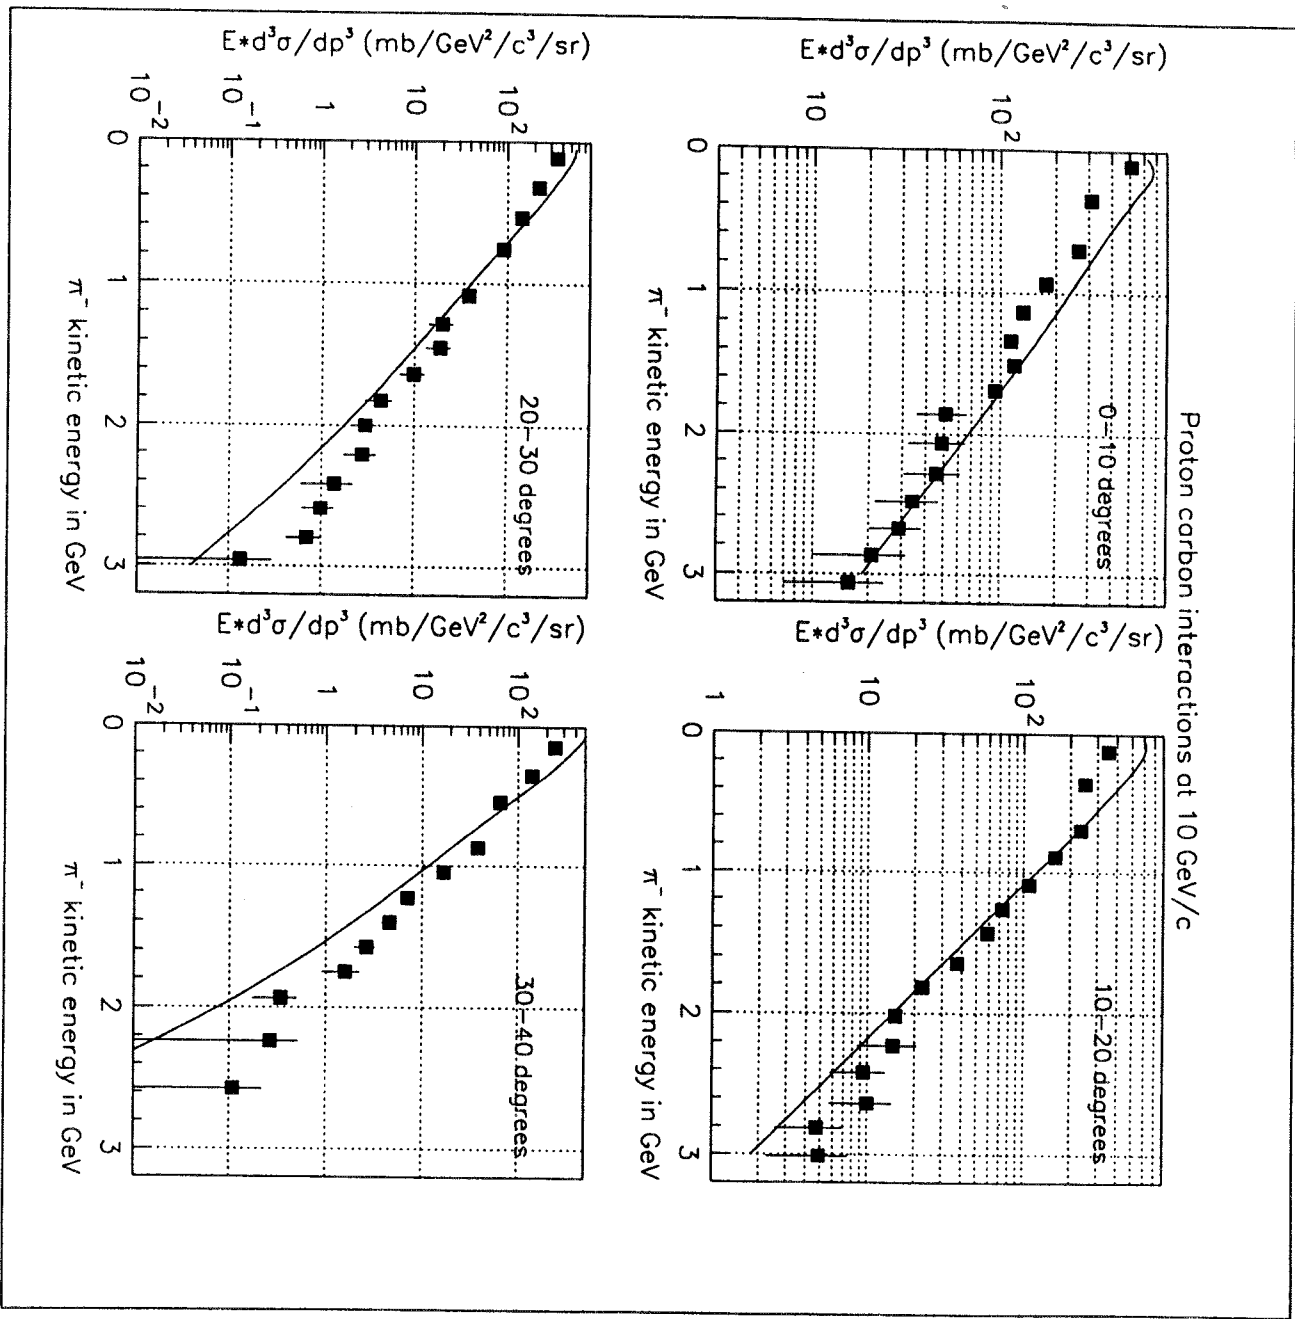 Proton carbon interactions at 10 GeV/c
E*d³σ/dp³ (mb/GeV²/c³/sr)
10²
10
0–10 degrees
0 1 2 3
π⁻ kinetic energy in GeV
E*d³σ/dp³ (mb/GeV²/c³/sr)
10²
10
1
10–20 degrees
0 1 2 3
π⁻ kinetic energy in GeV
E*d³σ/dp³ (mb/GeV²/c³/sr)
10²
10
1
10⁻¹
10⁻²
20–30 degrees
0 1 2 3
π⁻ kinetic energy in GeV
E*d³σ/dp³ (mb/GeV²/c³/sr)
10²
10
1
10⁻¹
10⁻²
30–40 degrees
0 1 2 3
π⁻ kinetic energy in GeV